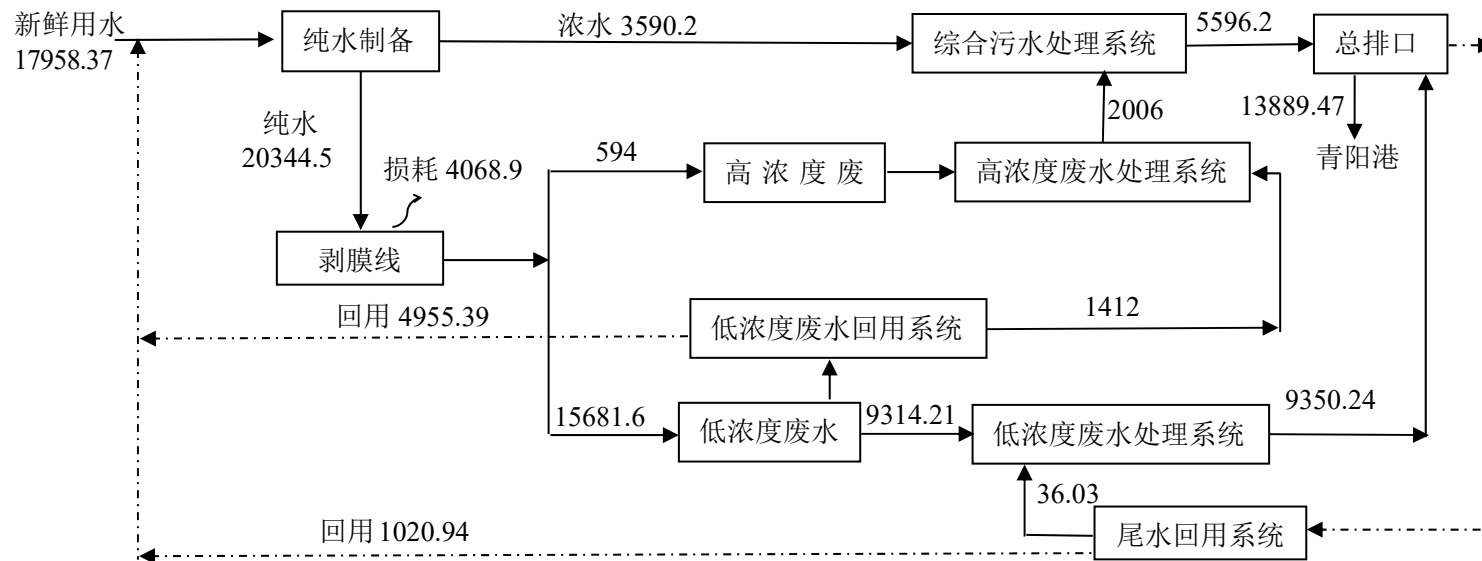 新鲜用水
17958.37
纯水制备
浓水 3590.2
综合污水处理系统
5596.2
总排口
13889.47
青阳港
2006
纯水
20344.5
损耗 4068.9
594
高 浓 度 废
高浓度废水处理系统
剥膜线
回用 4955.39
低浓度废水回用系统
1412
15681.6
低浓度废水
9314.21
低浓度废水处理系统
9350.24
36.03
回用 1020.94
尾水回用系统